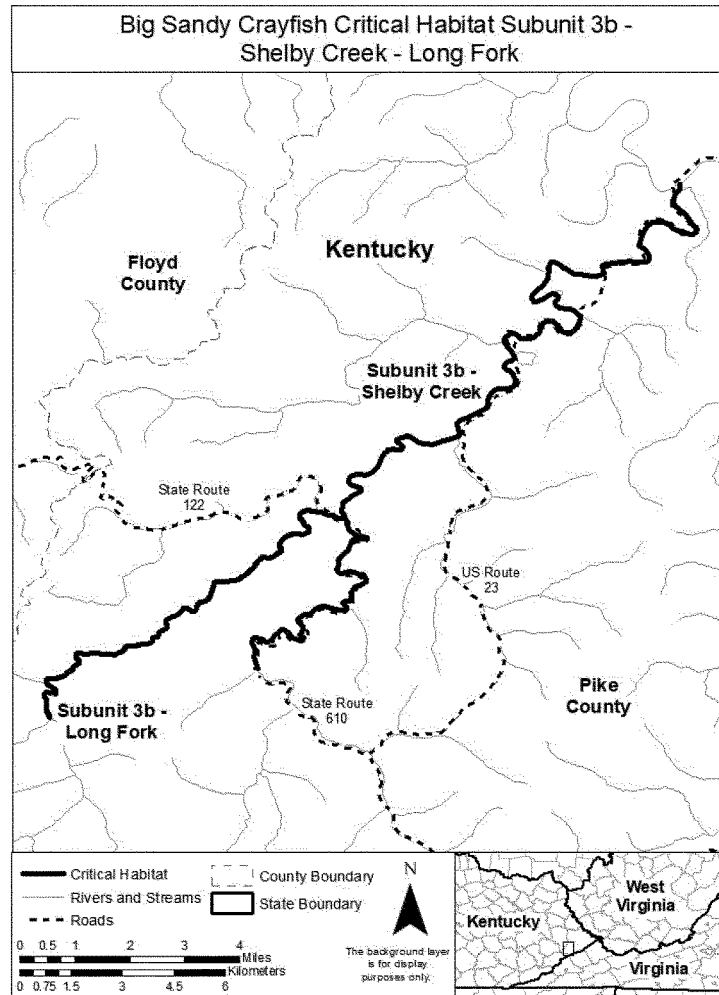 Big Sandy Crayfish Critical Habitat Subunit 3b -
Shelby Creek - Long Fork
Kentucky
Floyd
County
Subunit 3b -
Shelby Creek
State Route
122
US Route
23
Pike
County
State Route
610
Subunit 3b -
Long Fork
Critical Habitat
Rivers and Streams
Roads
County Boundary
State Boundary
N
The background layer
is for display
purposes only.
0 0.5 1 2 3 4
Miles
Kilometers
0 0.75 1.5 3 4.5 6
West
Virginia
Kentucky
Virginia